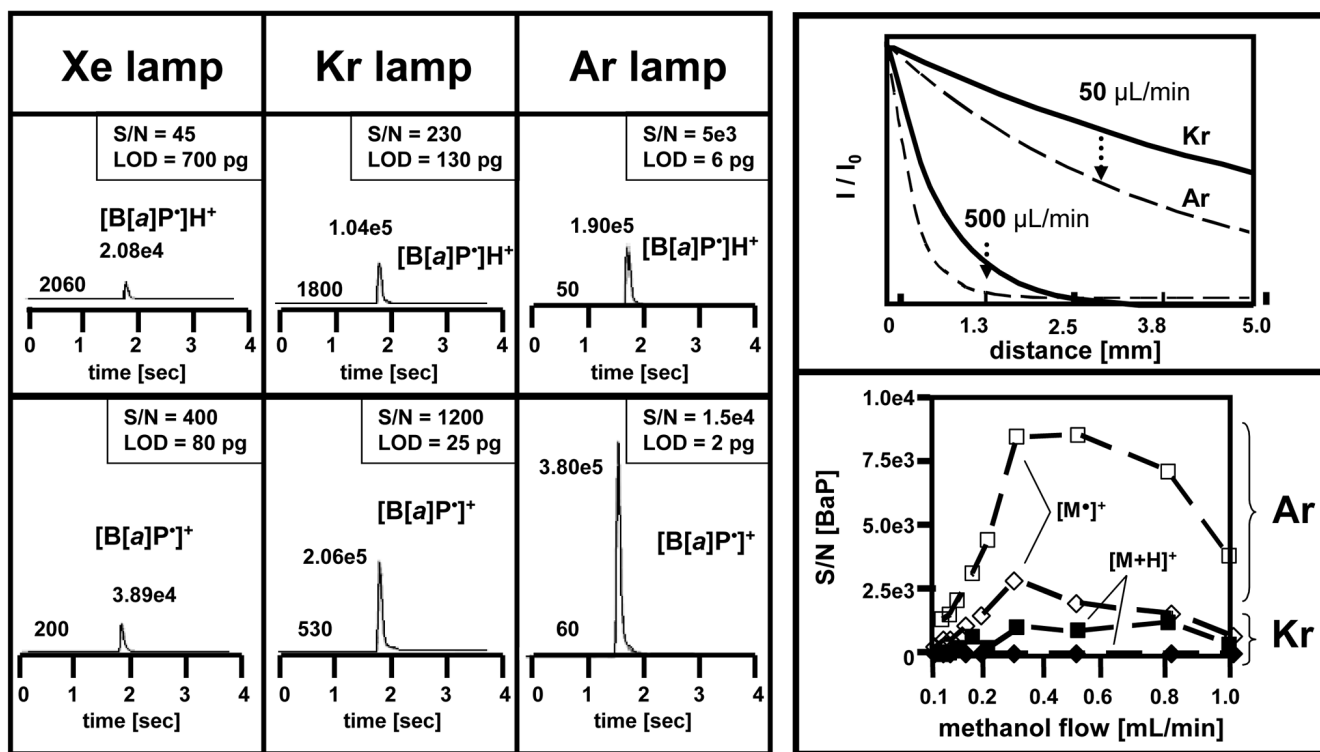 Xe lamp
Kr lamp
Ar lamp
S/N = 45
LOD = 700 pg
[B[a]P•]H+
2.08e4
2060
0 1 2 3 4
time [sec]
S/N = 230
LOD = 130 pg
1.04e5
[B[a]P•]H+
1800
0 1 2 3 4
time [sec]
S/N = 5e3
LOD = 6 pg
1.90e5
[B[a]P•]H+
50
0 1 2 3 4
time [sec]
S/N = 400
LOD = 80 pg
[B[a]P•]+
3.89e4
200
0 1 2 3 4
time [sec]
S/N = 1200
LOD = 25 pg
[B[a]P•]+
2.06e5
530
0 1 2 3 4
time [sec]
S/N = 1.5e4
LOD = 2 pg
3.80e5
[B[a]P•]+
60
0 1 2 3 4
time [sec]
50 µL/min
Kr
Ar
500 µL/min
I / I0
0 1.3 2.5 3.8 5.0
distance [mm]
1.0e4
7.5e3
5.0e3
2.5e3
0
S/N [BaP]
[M•]+
[M+H]+
Ar
Kr
0.1 0.2 0.4 0.6 0.8 1.0
methanol flow [mL/min]